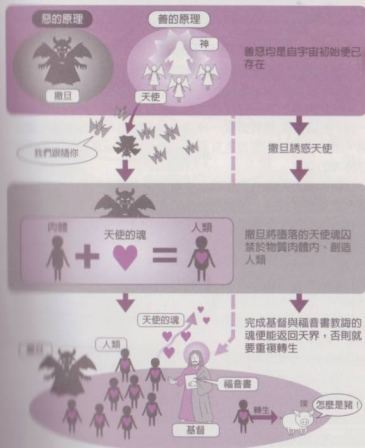 惡的原理
善的原理
神
撒旦
天使
善惡均是自宇宙初始便已
存在
我們跟隨你
撒旦誘惑天使
肉體
天使的魂
人類
撒旦將墮落的天使魂囚
禁於物質肉體內，創造
人類
天使的魂
人類
撒旦
福音書
基督
完成基督與福音書教誨的
魂便能返回天界，否則就
要重複轉生
轉生
怎麼是豬！